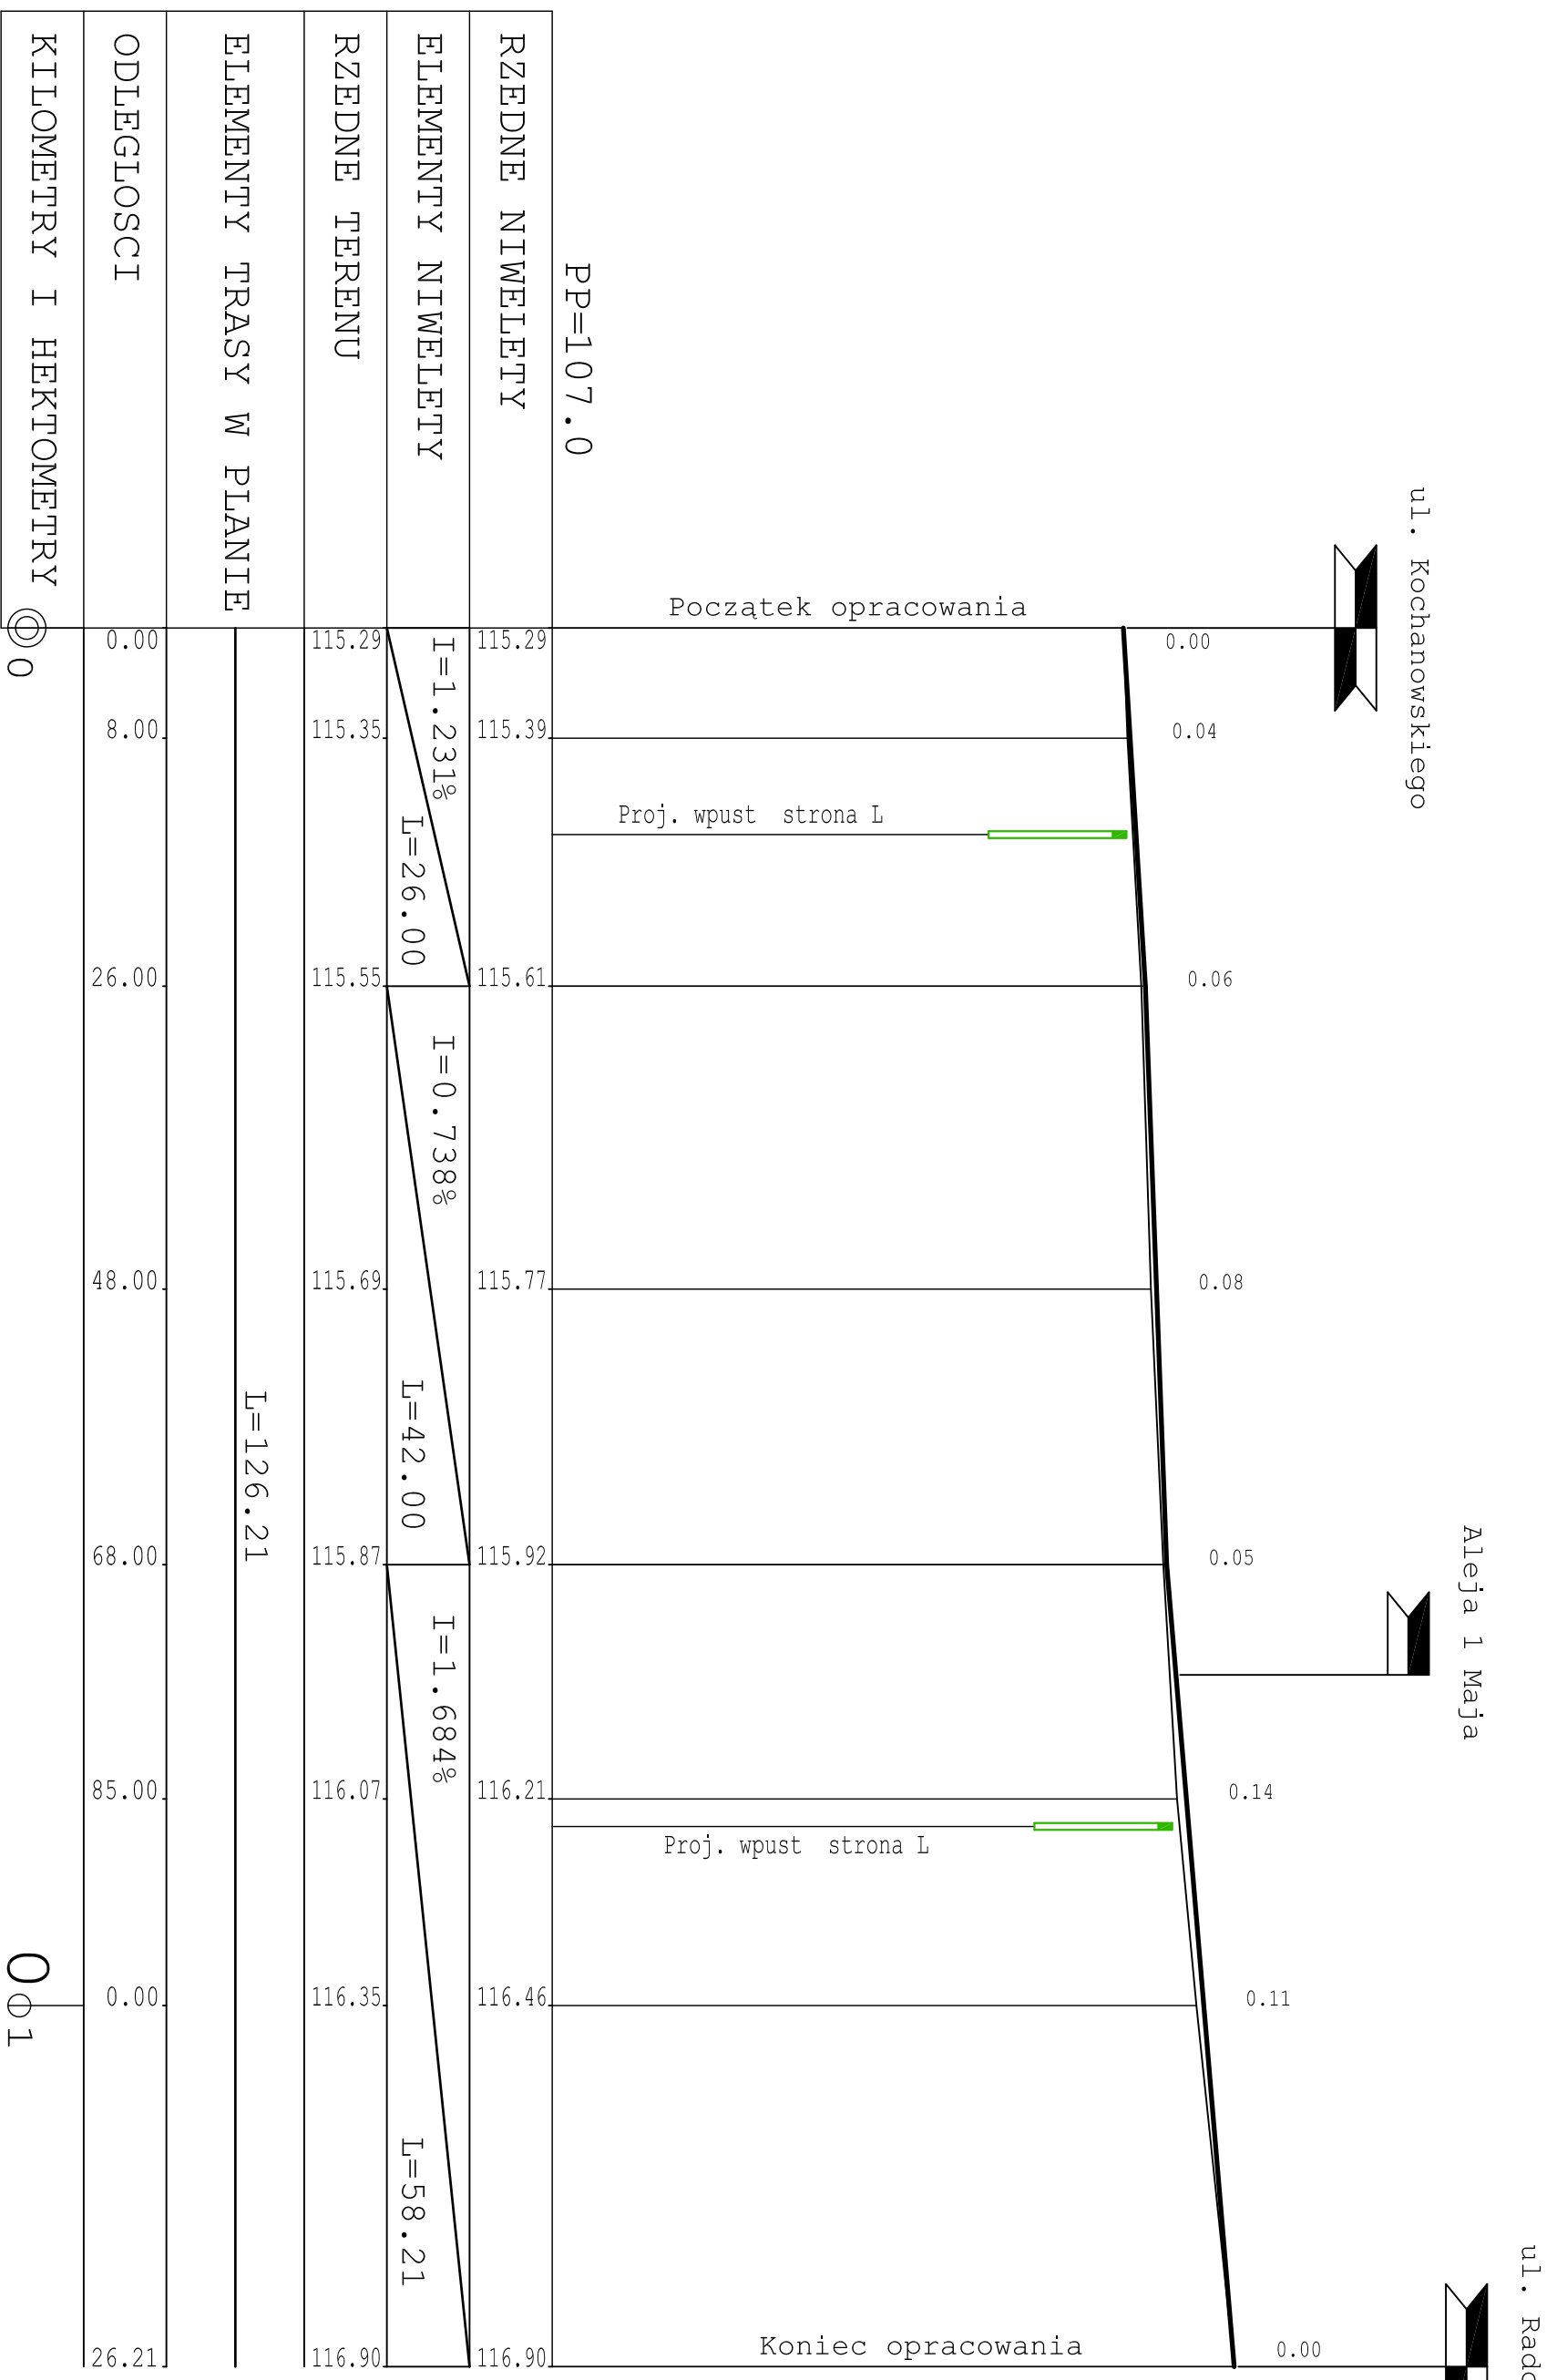 ul. Kochanowskiego
Aleja 1 Maja
ul.
0.00
0.04
0.06
0.08
0.05
0.14
0.11
0.00
Początek opracowania
Proj. wpust strona L
Proj. wpust strona L
Koniec opracowania
PP=107.0
RZEDNE NIWELETY
115.29
115.39
115.61
115.77
115.92
116.21
116.46
116.90
ELEMENTY NIWELETY
I=1.231%
L=26.00
I=0.738%
L=42.00
I=1.684%
L=58.21
RZEDNE TERENU
115.29
115.35
115.55
115.69
115.87
116.07
116.35
116.90
ELEMENTY TRASY W PLANIE
L=126.21
ODLEGLOSCI
0.00
8.00
26.00
48.00
68.00
85.00
0.00
26.21
KILOMETRY I HEKTOMETRY
0
0 1